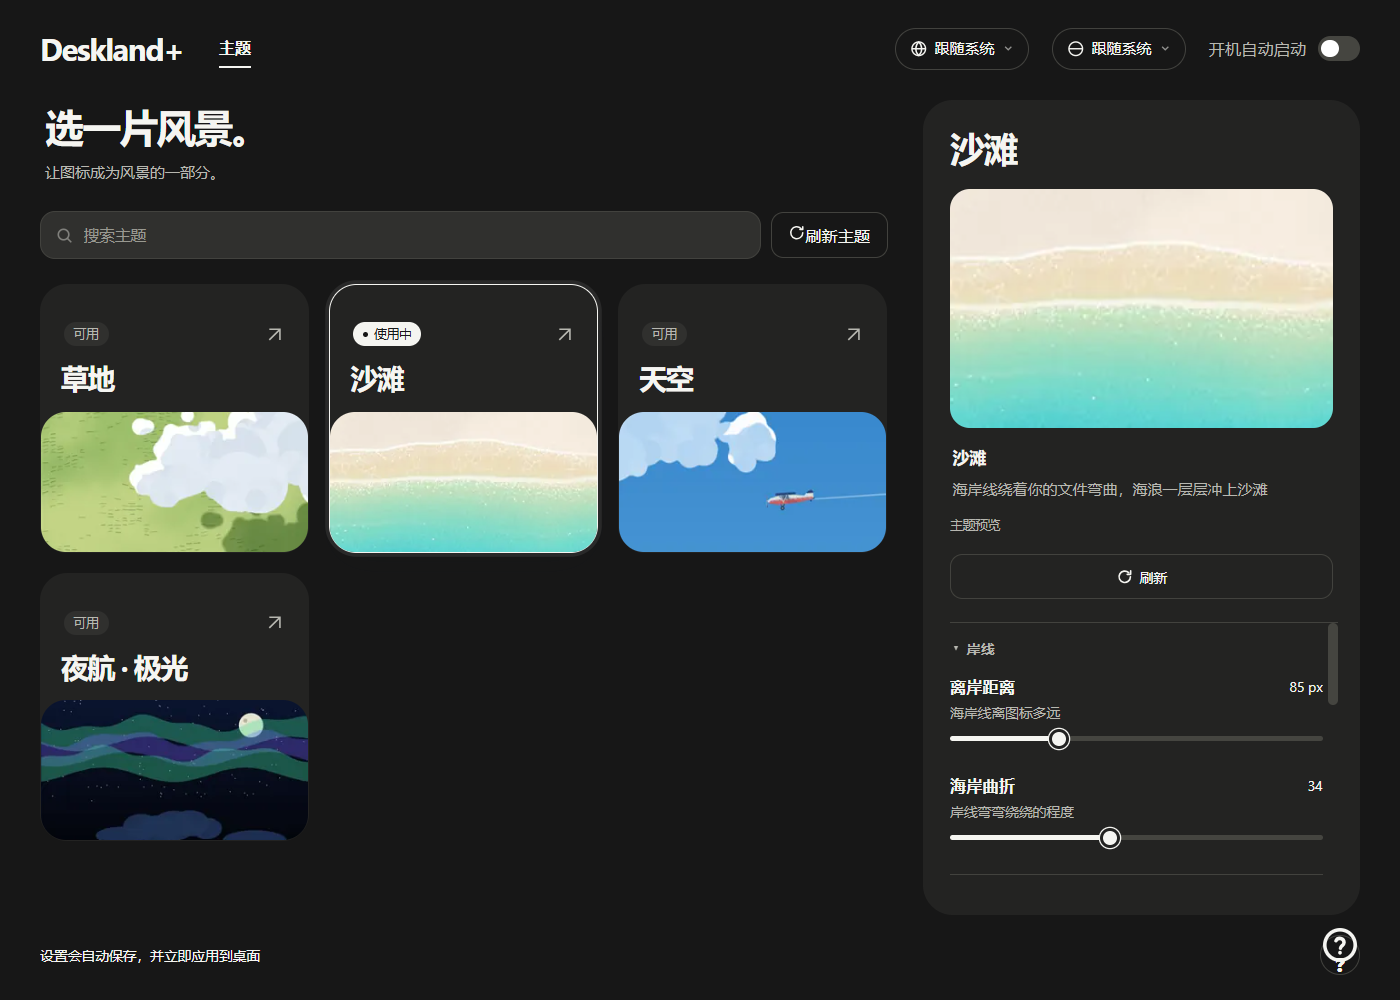 Deskland+
主题
跟随系统
跟随系统
开机自动启动
选一片风景。
让图标成为风景的一部分。
搜索主题
刷新主题
可用
草地
使用中
沙滩
可用
天空
可用
夜航 · 极光
沙滩
沙滩
海岸线绕着你的文件弯曲，海浪一层层冲上沙滩
主题预览
刷新
岸线
离岸距离
85 px
海岸线离图标多远
海岸曲折
34
岸线弯弯绕绕的程度
设置会自动保存，并立即应用到桌面
?
?